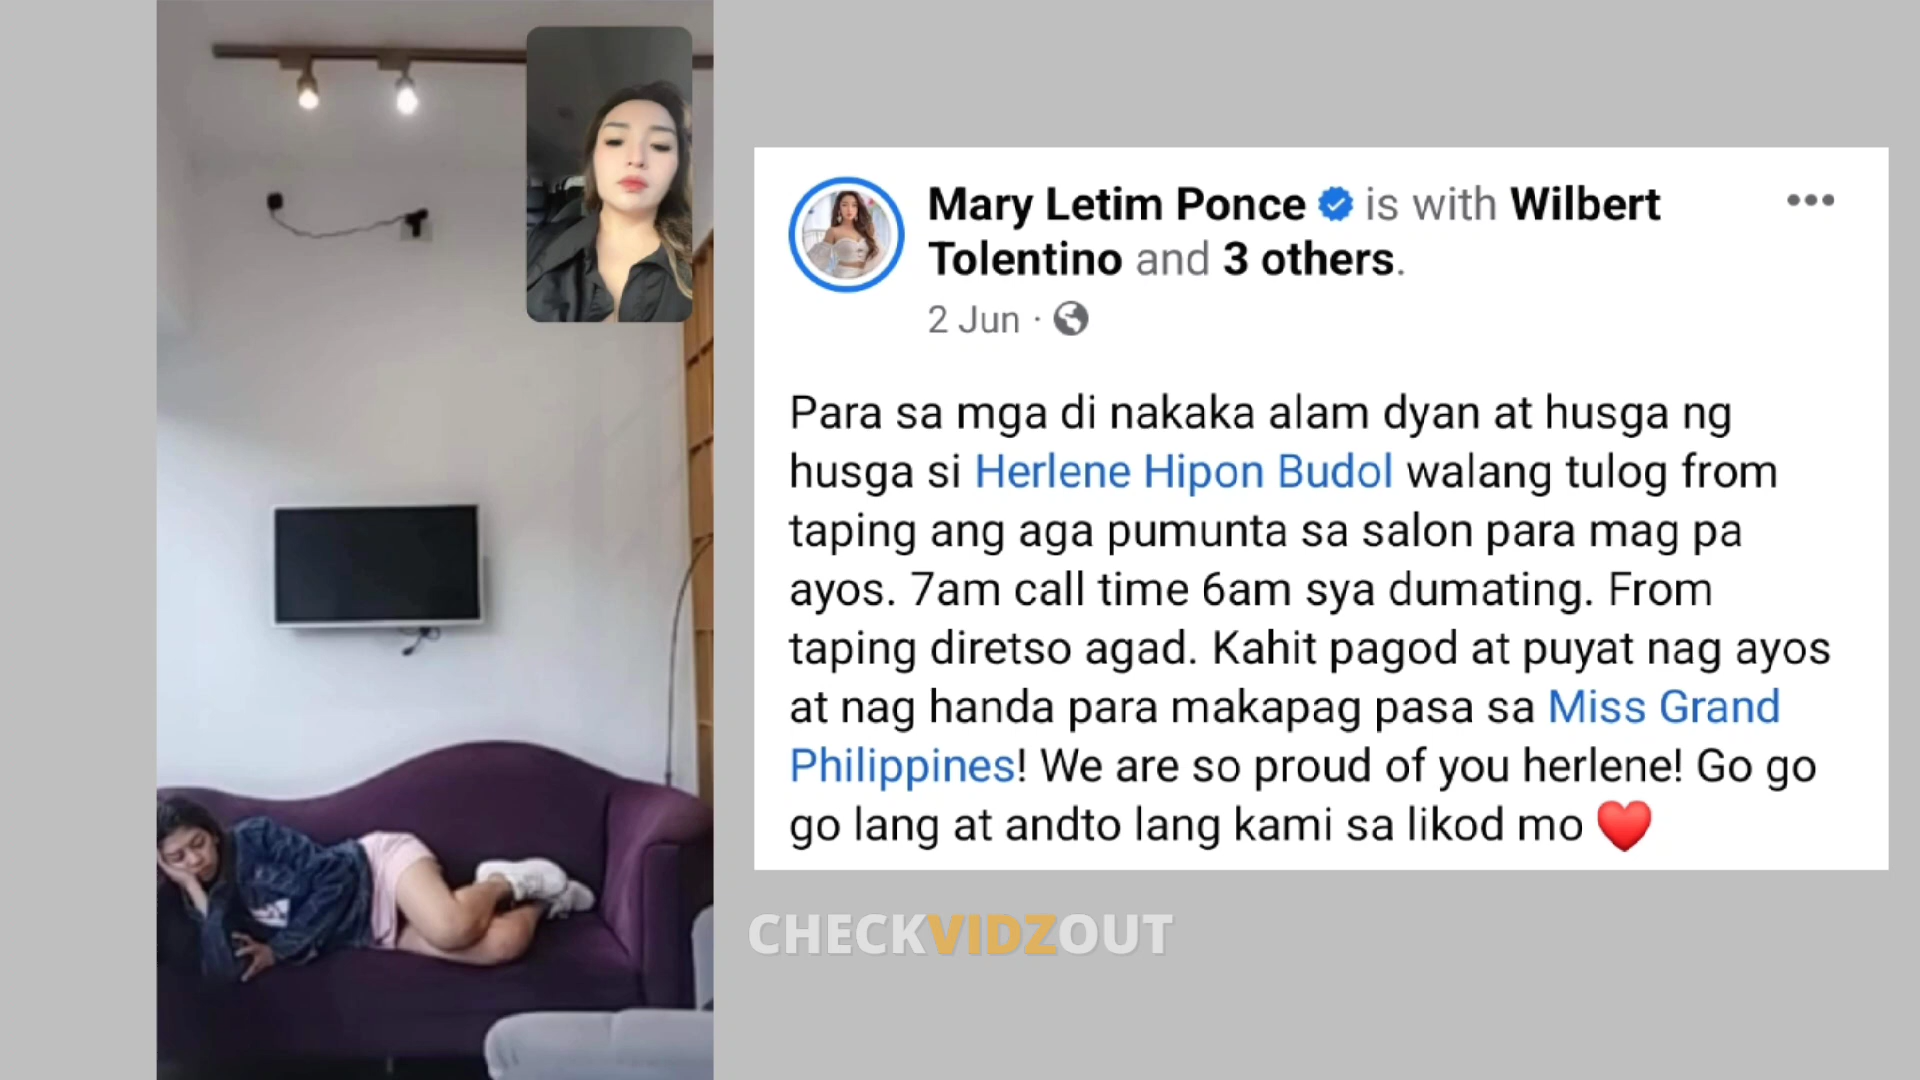 Mary Letim Ponce is with Wilbert
Tolentino and 3 others.
2 Jun ·
Para sa mga di nakaka alam dyan at husga ng
husga si Herlene Hipon Budol walang tulog from
taping ang aga pumunta sa salon para mag pa
ayos. 7am call time 6am sya dumating. From
taping diretso agad. Kahit pagod at puyat nag ayos
at nag handa para makapag pasa sa Miss Grand
Philippines! We are so proud of you herlene! Go go
go lang at andto lang kami sa likod mo ❤️
CHECKVIDZOUT